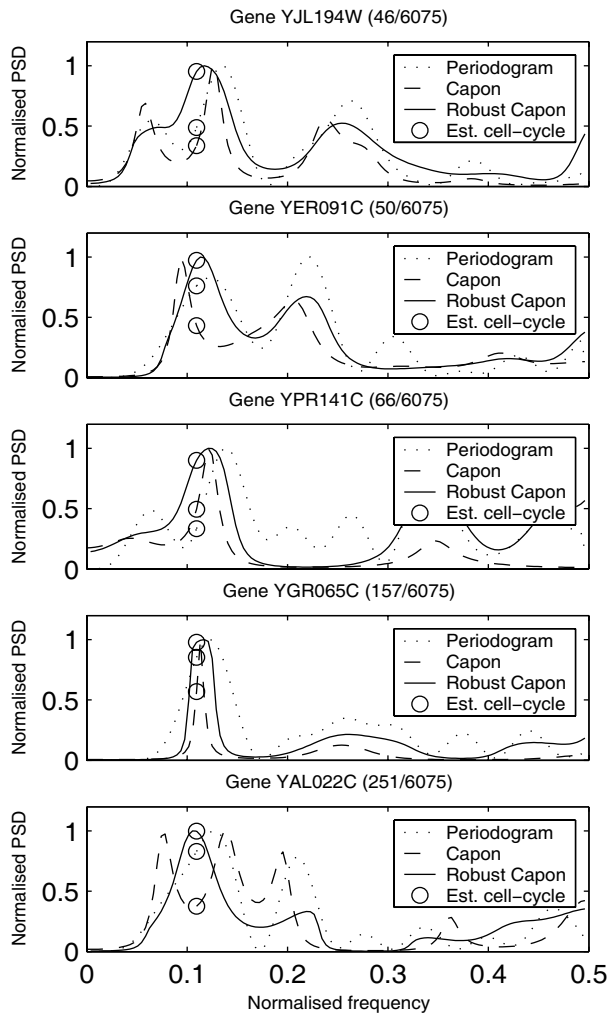 Gene YJL194W (46/6075)
Normalised PSD
1
0.5
0
Periodogram
Capon
Robust Capon
Est. cell-cycle
Gene YER091C (50/6075)
Normalised PSD
1
0.5
0
Periodogram
Capon
Robust Capon
Est. cell-cycle
Gene YPR141C (66/6075)
Normalised PSD
1
0.5
0
Periodogram
Capon
Robust Capon
Est. cell-cycle
Gene YGR065C (157/6075)
Normalised PSD
1
0.5
0
Periodogram
Capon
Robust Capon
Est. cell-cycle
Gene YAL022C (251/6075)
Normalised PSD
1
0.5
0
Periodogram
Capon
Robust Capon
Est. cell-cycle
0 0.1 0.2 0.3 0.4 0.5
Normalised frequency